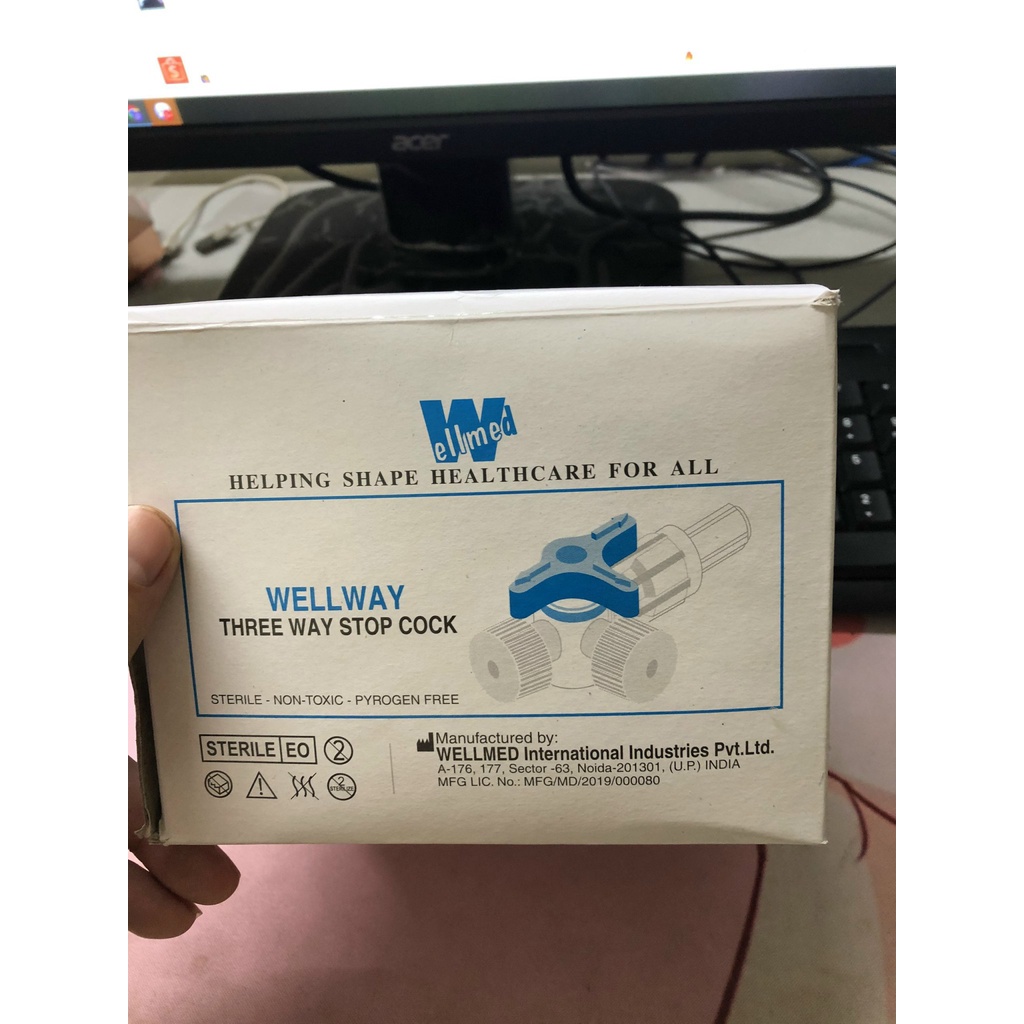 acer
Wellmed
HELPING SHAPE HEALTHCARE FOR ALL
WELLWAY
THREE WAY STOP COCK
STERILE - NON-TOXIC - PYROGEN FREE
STERILE EO 2
2 STERILIZE
Manufactured by:
WELLMED International Industries Pvt.Ltd.
A-176, 177, Sector -63, Noida-201301, (U.P.) INDIA
MFG LIC. No.: MFG/MD/2019/000080